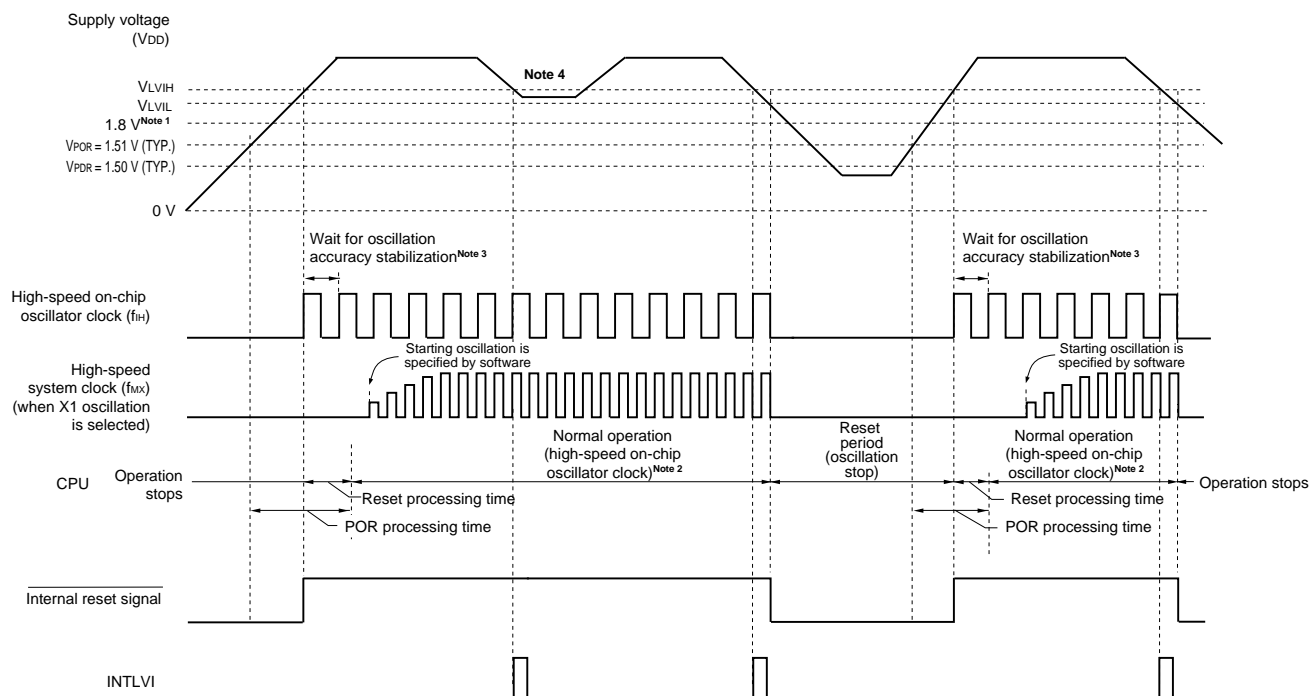 Supply voltage
(VDD)
Note 4
VLVIH
VLVIL
1.8 V Note 1
VPOR = 1.51 V (TYP.)
VPDR = 1.50 V (TYP.)
0 V
Wait for oscillation
accuracy stabilization Note 3
Wait for oscillation
accuracy stabilization Note 3
High-speed on-chip
oscillator clock (fIH)
Starting oscillation is
specified by software
Starting oscillation is
specified by software
High-speed
system clock (fMX)
(when X1 oscillation
is selected)
Normal operation
(high-speed on-chip
oscillator clock) Note 2
Reset
period
(oscillation
stop)
Normal operation
(high-speed on-chip
oscillator clock) Note 2
CPU
Operation
stops
Operation stops
Reset processing time
Reset processing time
POR processing time
POR processing time
Internal reset signal
INTLVI